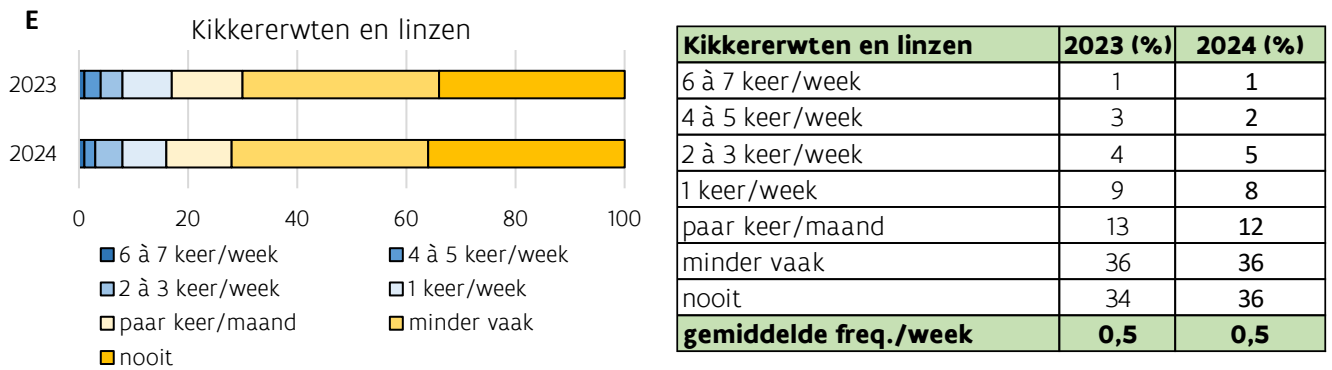 E
Kikkererwten en linzen
2023
2024
0 20 40 60 80 100
6 à 7 keer/week 4 à 5 keer/week
2 à 3 keer/week 1 keer/week
paar keer/maand minder vaak
nooit
Kikkererwten en linzen 2023 (%) 2024 (%)
6 à 7 keer/week 1 1
4 à 5 keer/week 3 2
2 à 3 keer/week 4 5
1 keer/week 9 8
paar keer/maand 13 12
minder vaak 36 36
nooit 34 36
gemiddelde freq./week 0,5 0,5